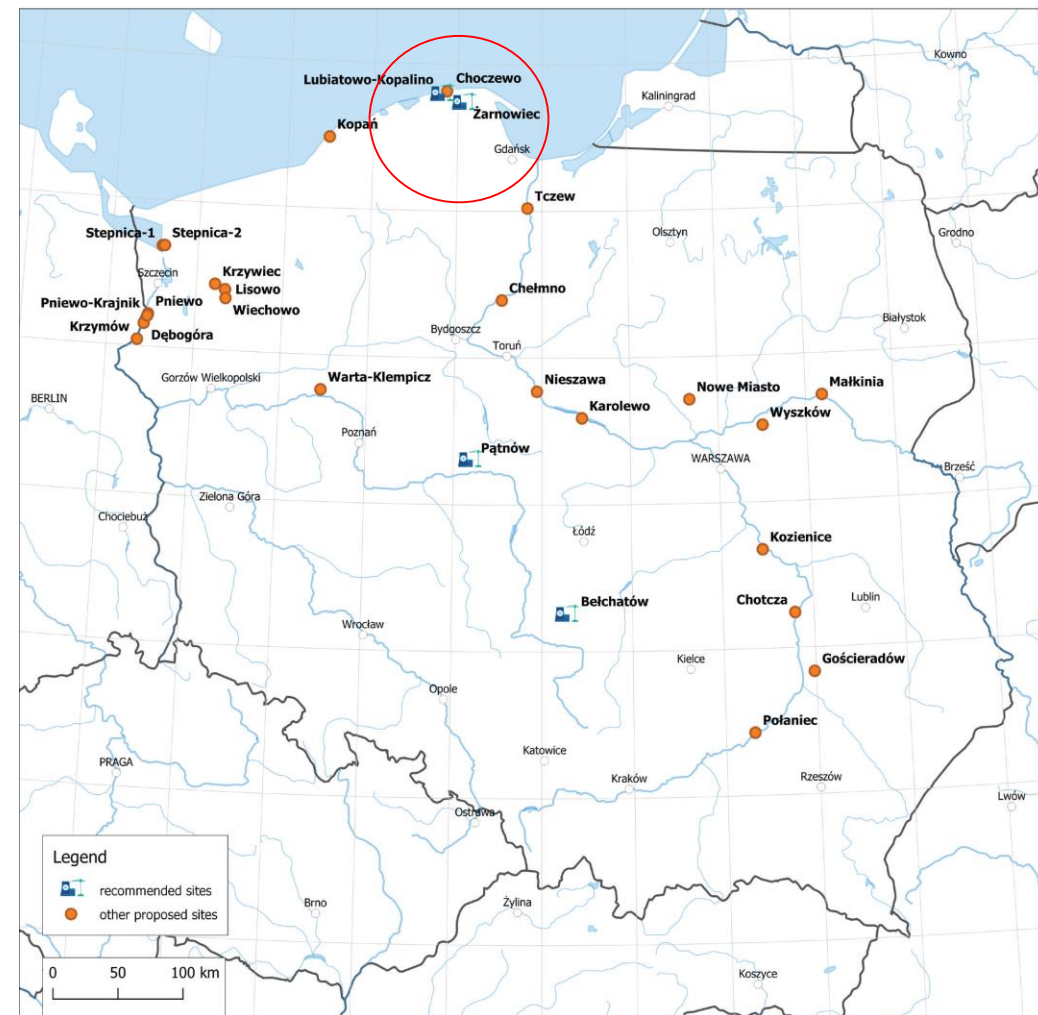 Kowno
Lubiatowo-Kopalino
Choczewo
Kaliningrad
Żarnowiec
Kopań
Gdańsk
Tczew
Stepnica-1
Stepnica-2
Olsztyn
Grodno
Szczecin
Krzywiec
Lisowo
Wiechowo
Pniewo-Krajnik
Pniewo
Chełmno
Białystok
Krzymów
Dębogóra
Bydgoszcz
Toruń
Gorzów Wielkopolski
Warta-Klempicz
Nieszawa
Nowe Miasto
Małkinia
BERLIN
Karolewo
Wyszków
Poznań
Pątnów
WARSZAWA
Brześć
Zielona Góra
Chociebuż
Łódź
Kozienice
Bełchatów
Chotcza
Lublin
Wrocław
Kielce
Gościeradów
Opole
Połaniec
PRAGA
Katowice
Kraków
Rzeszów
Lwów
Ostrawa
Legend
recommended sites
other proposed sites
Brno
Żylina
Koszyce
0 50 100 km